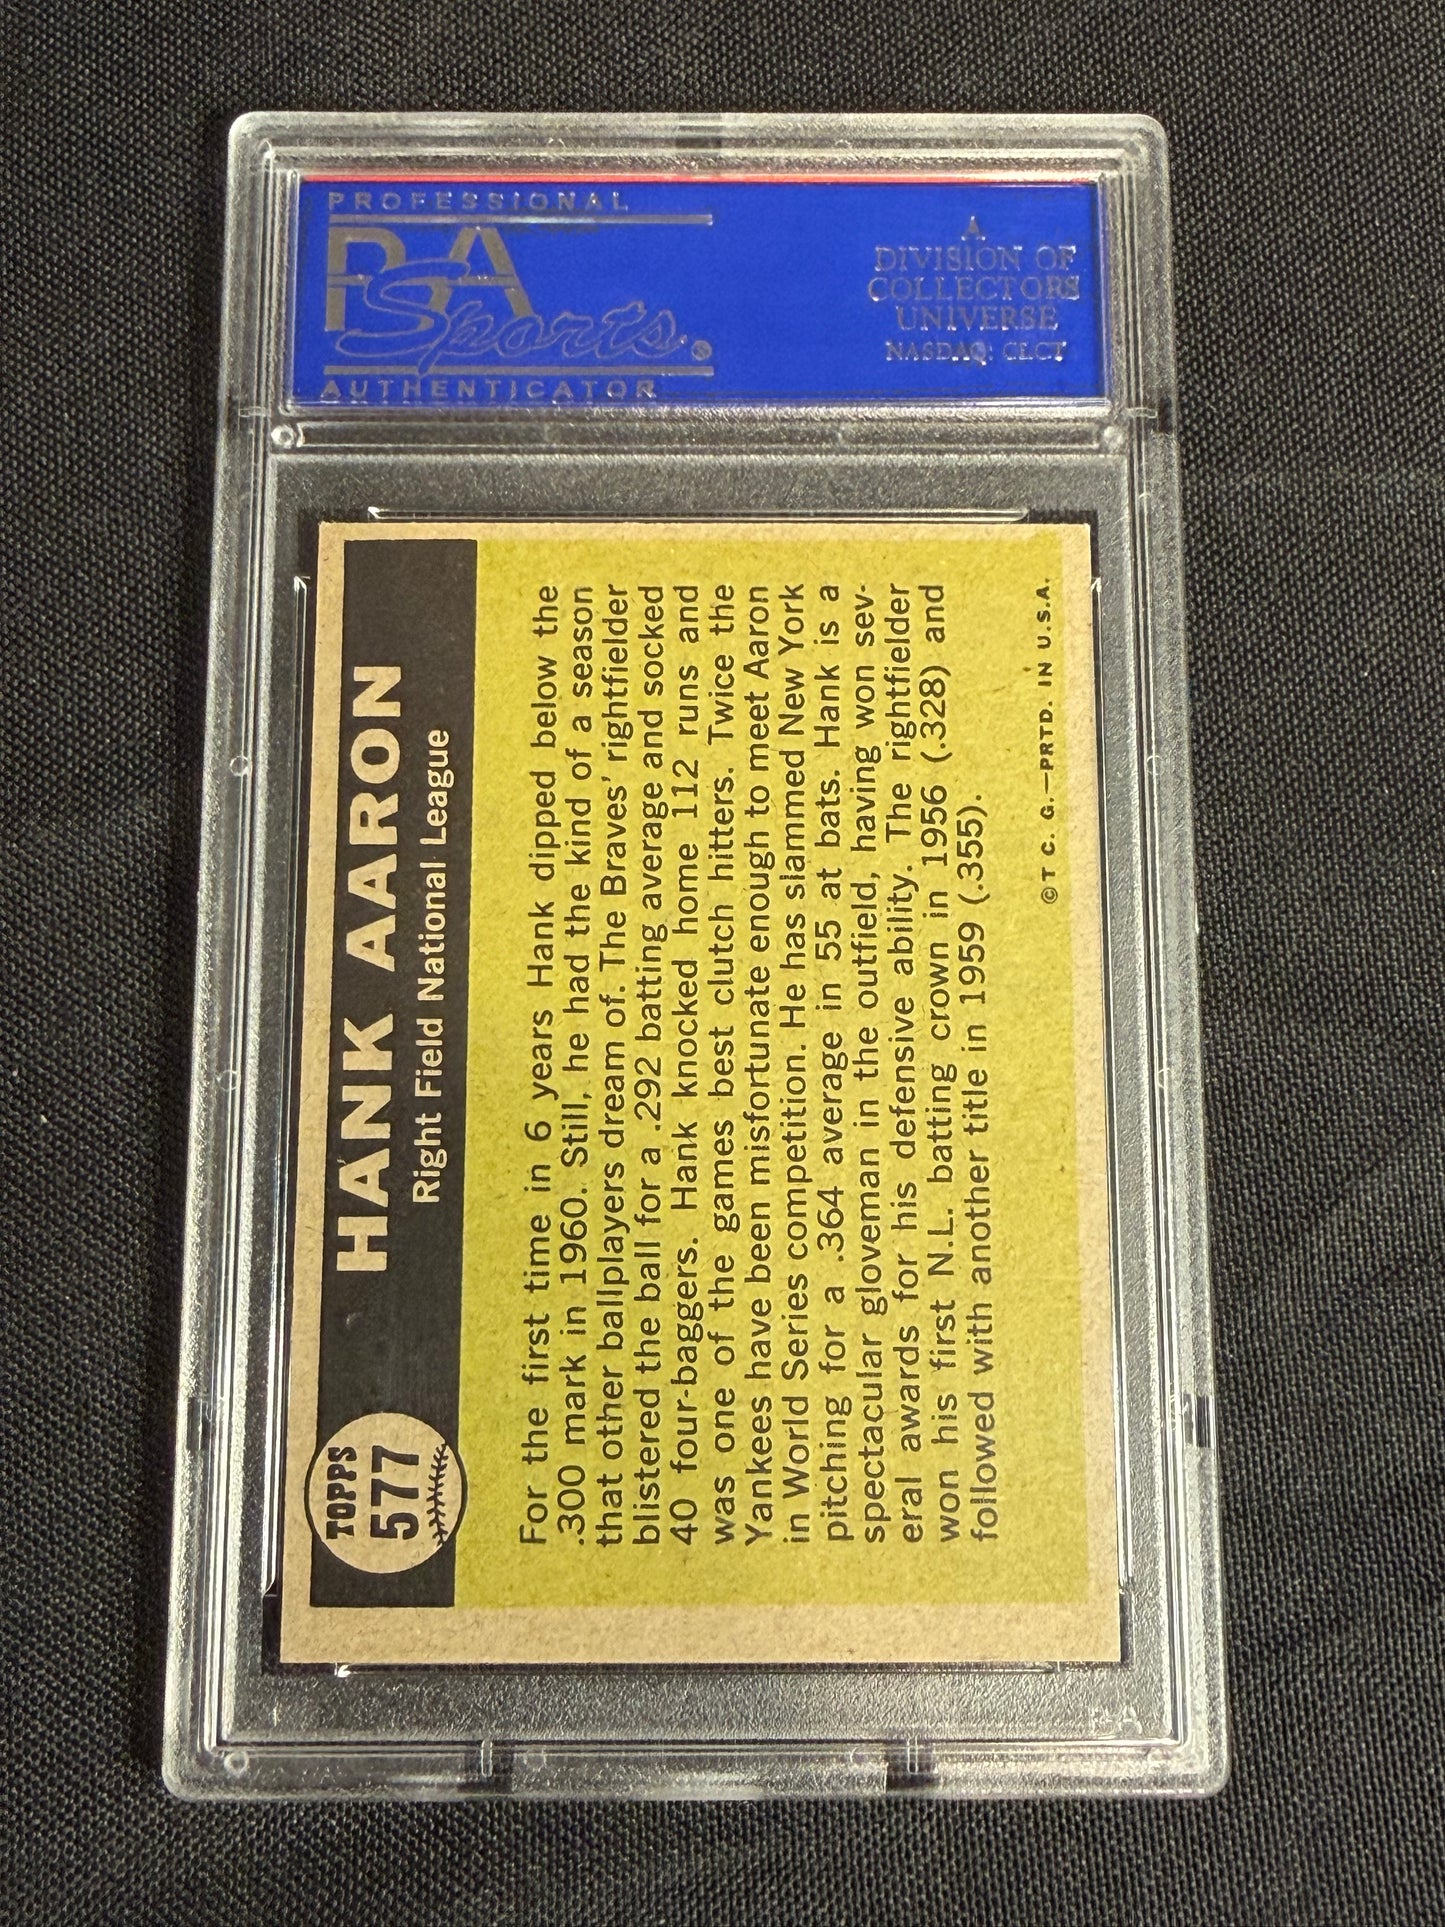 PROFESSIONAL
PSA
Sports®
AUTHENTICATOR
A
DIVISION OF
COLLECTORS
UNIVERSE
NASDAQ: CLCT
TOPPS
577
HANK AARON
Right Field National League
For the first time in 6 years Hank dipped below the
.300 mark in 1960. Still, he had the kind of a season
that other ballplayers dream of. The Braves' rightfielder
blistered the ball for a .292 batting average and socked
40 four-baggers. Hank knocked home 112 runs and
was one of the games best clutch hitters. Twice the
Yankees have been misfortunate enough to meet Aaron
in World Series competition. He has slammed New York
pitching for a .364 average in 55 at bats. Hank is a
spectacular gloveman in the outfield, having won sev-
eral awards for his defensive ability. The rightfielder
won his first N.L. batting crown in 1956 (.328) and
followed with another title in 1959 (.355).
© T C. G.—PRTD. IN U.S.A.
PSA